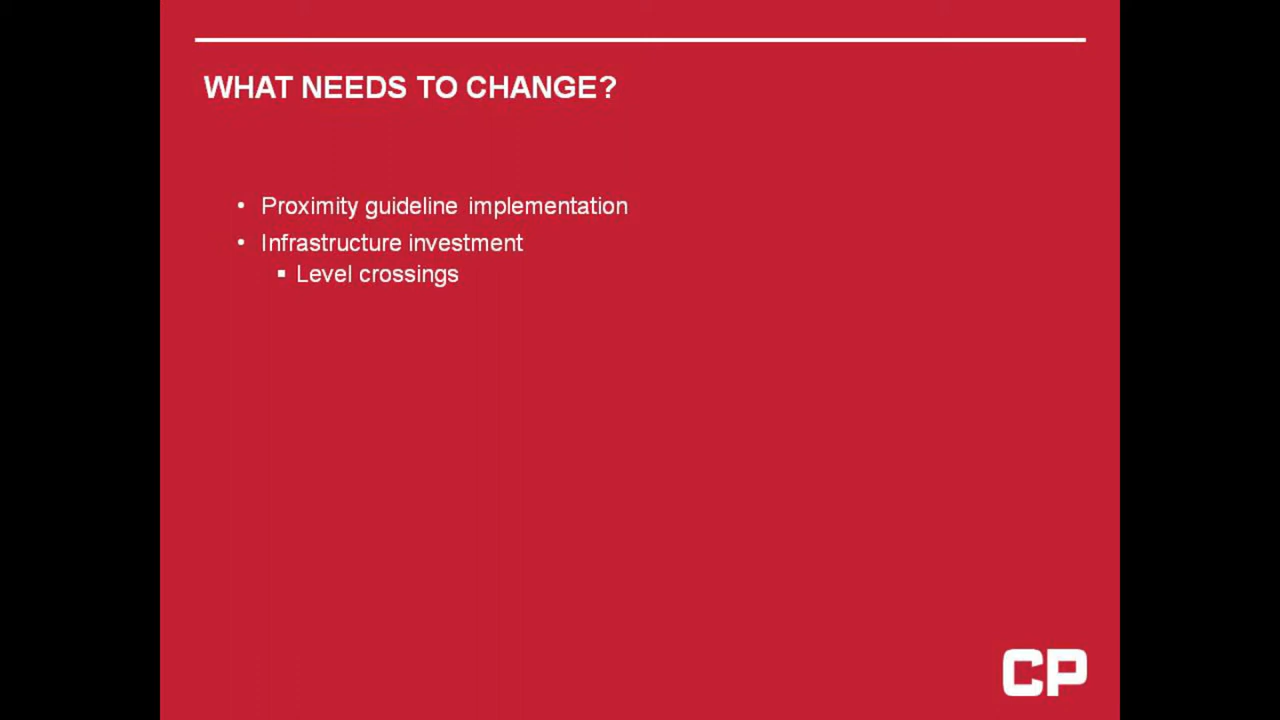 WHAT NEEDS TO CHANGE?
• Proximity guideline implementation
• Infrastructure investment
▪ Level crossings
CP